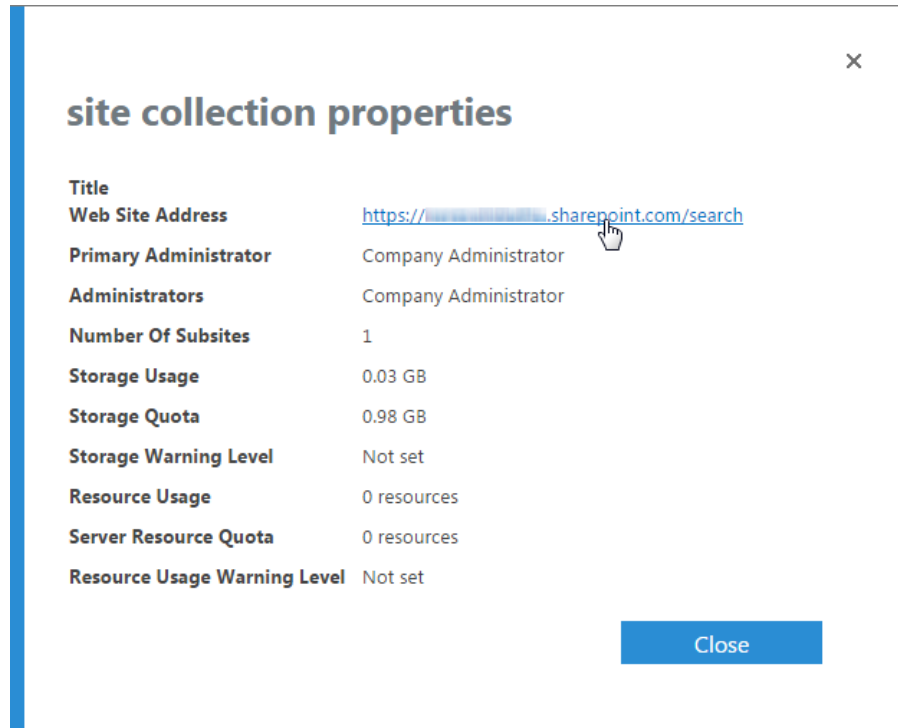 site collection properties
Title
Web Site Address https:// .sharepoint.com/search
Primary Administrator Company Administrator
Administrators Company Administrator
Number Of Subsites 1
Storage Usage 0.03 GB
Storage Quota 0.98 GB
Storage Warning Level Not set
Resource Usage 0 resources
Server Resource Quota 0 resources
Resource Usage Warning Level Not set
Close